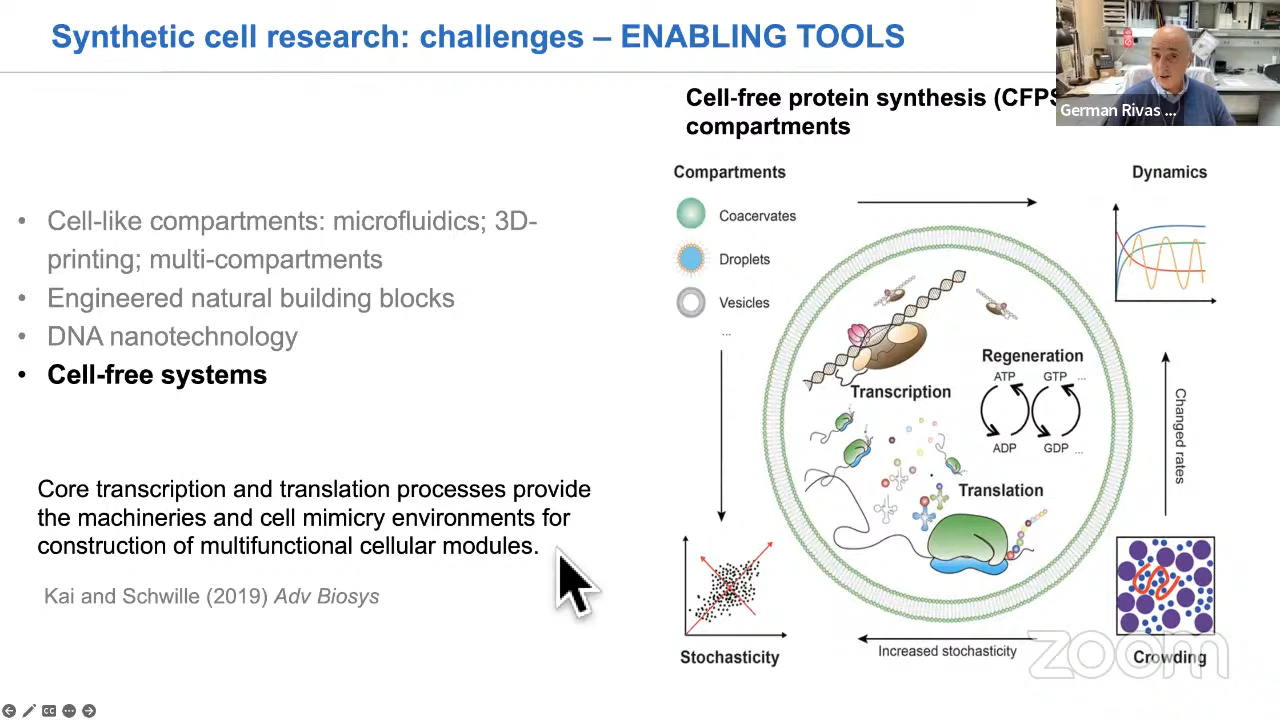 Synthetic cell research: challenges – ENABLING TOOLS
German Rivas ...
Cell-free protein synthesis (CFPS
compartments
• Cell-like compartments: microfluidics; 3D-
printing; multi-compartments
• Engineered natural building blocks
• DNA nanotechnology
• Cell-free systems
Core transcription and translation processes provide
the machineries and cell mimicry environments for
construction of multifunctional cellular modules.
Kai and Schwille (2019) Adv Biosys
Compartments
Coacervates
Droplets
Vesicles
...
Dynamics
Transcription
Regeneration
ATP GTP ...
ADP GDP ...
Translation
Changed rates
Stochasticity
Increased stochasticity
Crowding
zoom
CC